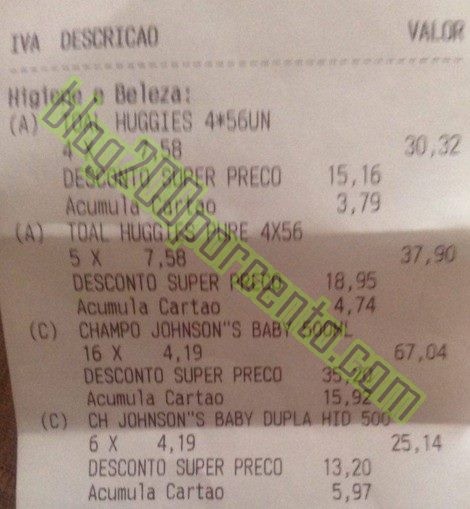 IVA DESCRICAO VALOR
Higiene e Beleza:
(A) TOAL HUGGIES 4*56UN
4 7,58 30,32
DESCONTO SUPER PRECO 15,16
Acumula Cartao 3,79
(A) TOAL HUGGIES PURE 4X56
5 X 7,58 37,90
DESCONTO SUPER PRECO 18,95
Acumula Cartao 4,74
(C) CHAMPO JOHNSON"S BABY 500ML
16 X 4,19 67,04
DESCONTO SUPER PRECO
Acumula Cartao 15,92
(C) CH JOHNSON"S BABY DUPLA HID 500
6 X 4,19 25,14
DESCONTO SUPER PRECO 13,20
Acumula Cartao 5,97
blog200porcento.com